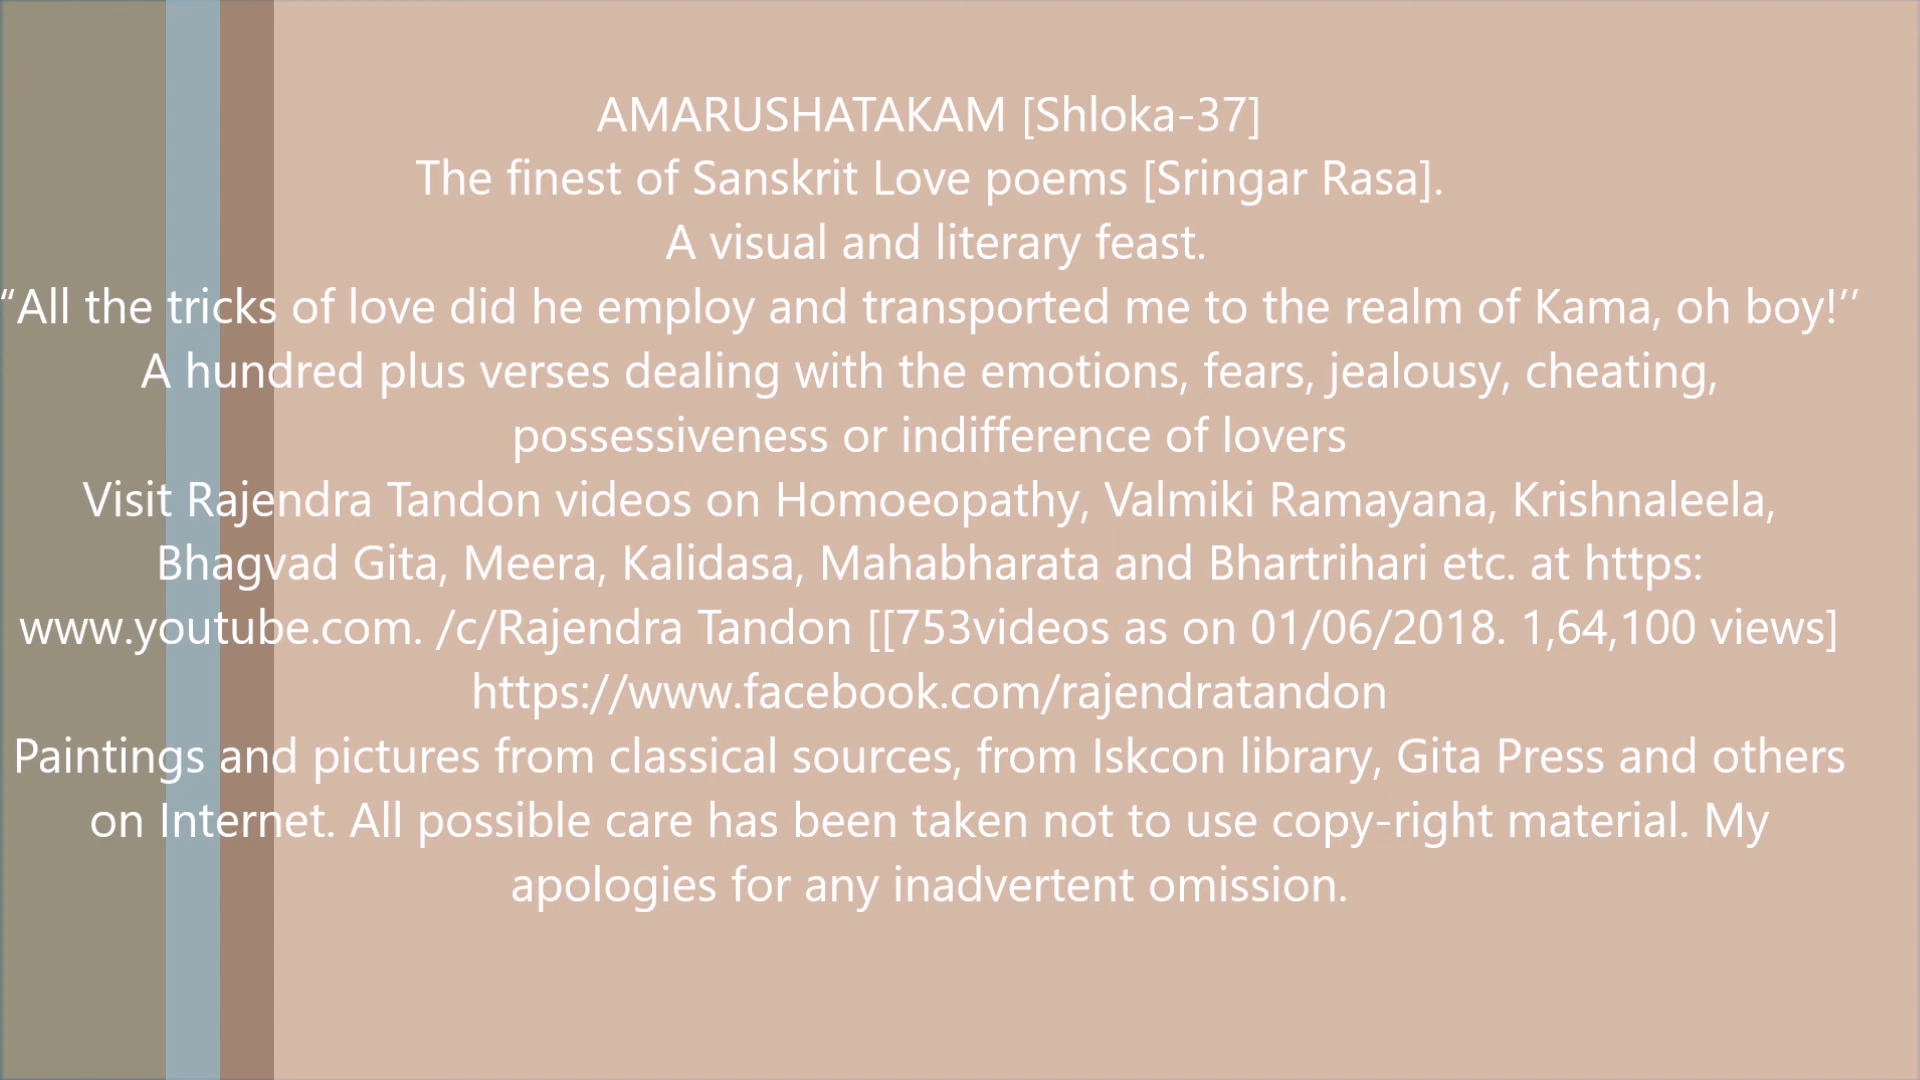 AMARUSHATAKAM [Shloka-37]
The finest of Sanskrit Love poems [Sringar Rasa].
A visual and literary feast.
“All the tricks of love did he employ and transported me to the realm of Kama, oh boy!’’
A hundred plus verses dealing with the emotions, fears, jealousy, cheating,
possessiveness or indifference of lovers
Visit Rajendra Tandon videos on Homoeopathy, Valmiki Ramayana, Krishnaleela,
Bhagvad Gita, Meera, Kalidasa, Mahabharata and Bhartrihari etc. at https:
www.youtube.com. /c/Rajendra Tandon [[753videos as on 01/06/2018. 1,64,100 views]
https://www.facebook.com/rajendratandon
Paintings and pictures from classical sources, from Iskcon library, Gita Press and others
on Internet. All possible care has been taken not to use copy-right material. My
apologies for any inadvertent omission.